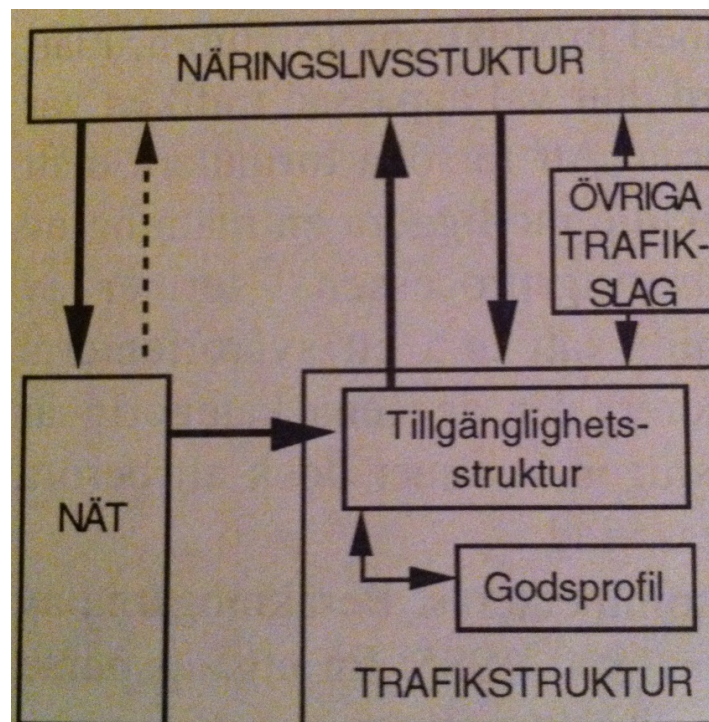 NÄRINGSLIVSSTUKTUR
ÖVRIGA
TRAFIK-
SLAG
Tillgänglighets-
struktur
NÄT
Godsprofil
TRAFIKSTRUKTUR